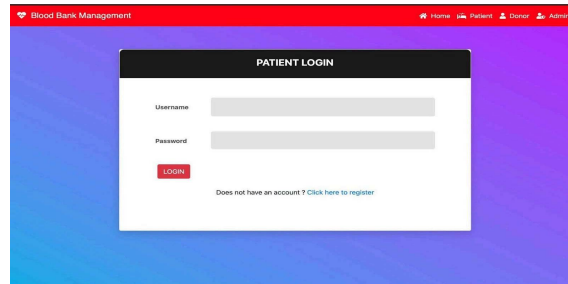 Blood Bank Management
Home Patient Donor Admin
PATIENT LOGIN
Username
Password
LOGIN
Does not have an account ? Click here to register